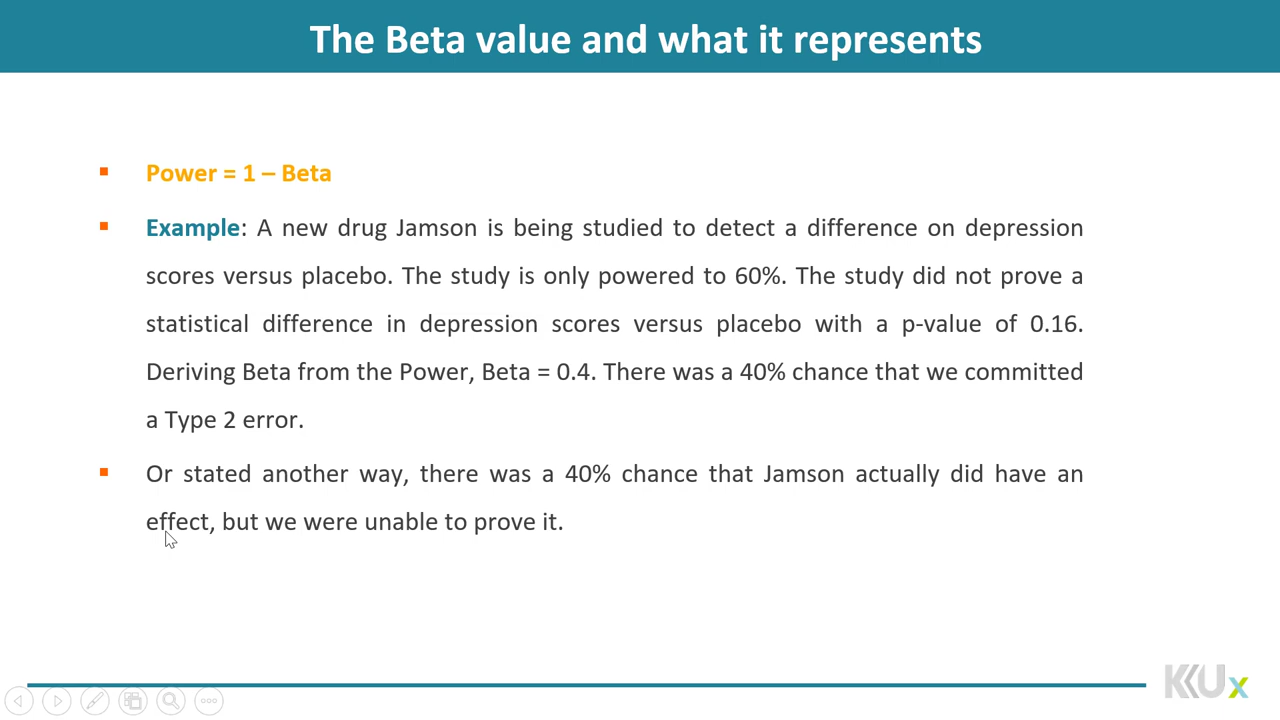 The Beta value and what it represents
Power = 1 – Beta
Example: A new drug Jamson is being studied to detect a difference on depression
scores versus placebo. The study is only powered to 60%. The study did not prove a
statistical difference in depression scores versus placebo with a p-value of 0.16.
Deriving Beta from the Power, Beta = 0.4. There was a 40% chance that we committed
a Type 2 error.
Or stated another way, there was a 40% chance that Jamson actually did have an
effect, but we were unable to prove it.
KKUx